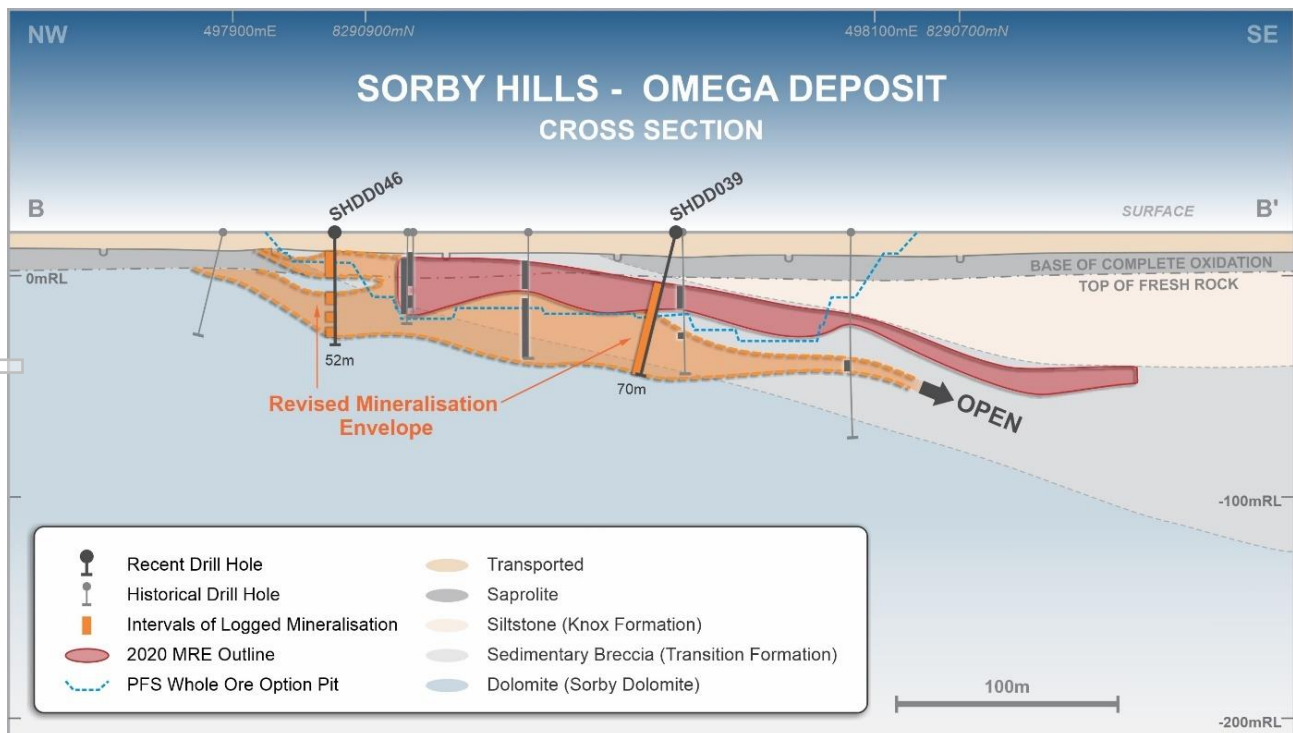 NW
497900mE
8290900mN
498100mE 8290700mN
SE
SORBY HILLS - OMEGA DEPOSIT
CROSS SECTION
B
SHDD046
SHDD039
SURFACE
B'
0mRL
BASE OF COMPLETE OXIDATION
TOP OF FRESH ROCK
52m
70m
Revised Mineralisation
Envelope
OPEN
-100mRL
Recent Drill Hole
Historical Drill Hole
Intervals of Logged Mineralisation
2020 MRE Outline
PFS Whole Ore Option Pit
Transported
Saprolite
Siltstone (Knox Formation)
Sedimentary Breccia (Transition Formation)
Dolomite (Sorby Dolomite)
100m
-200mRL